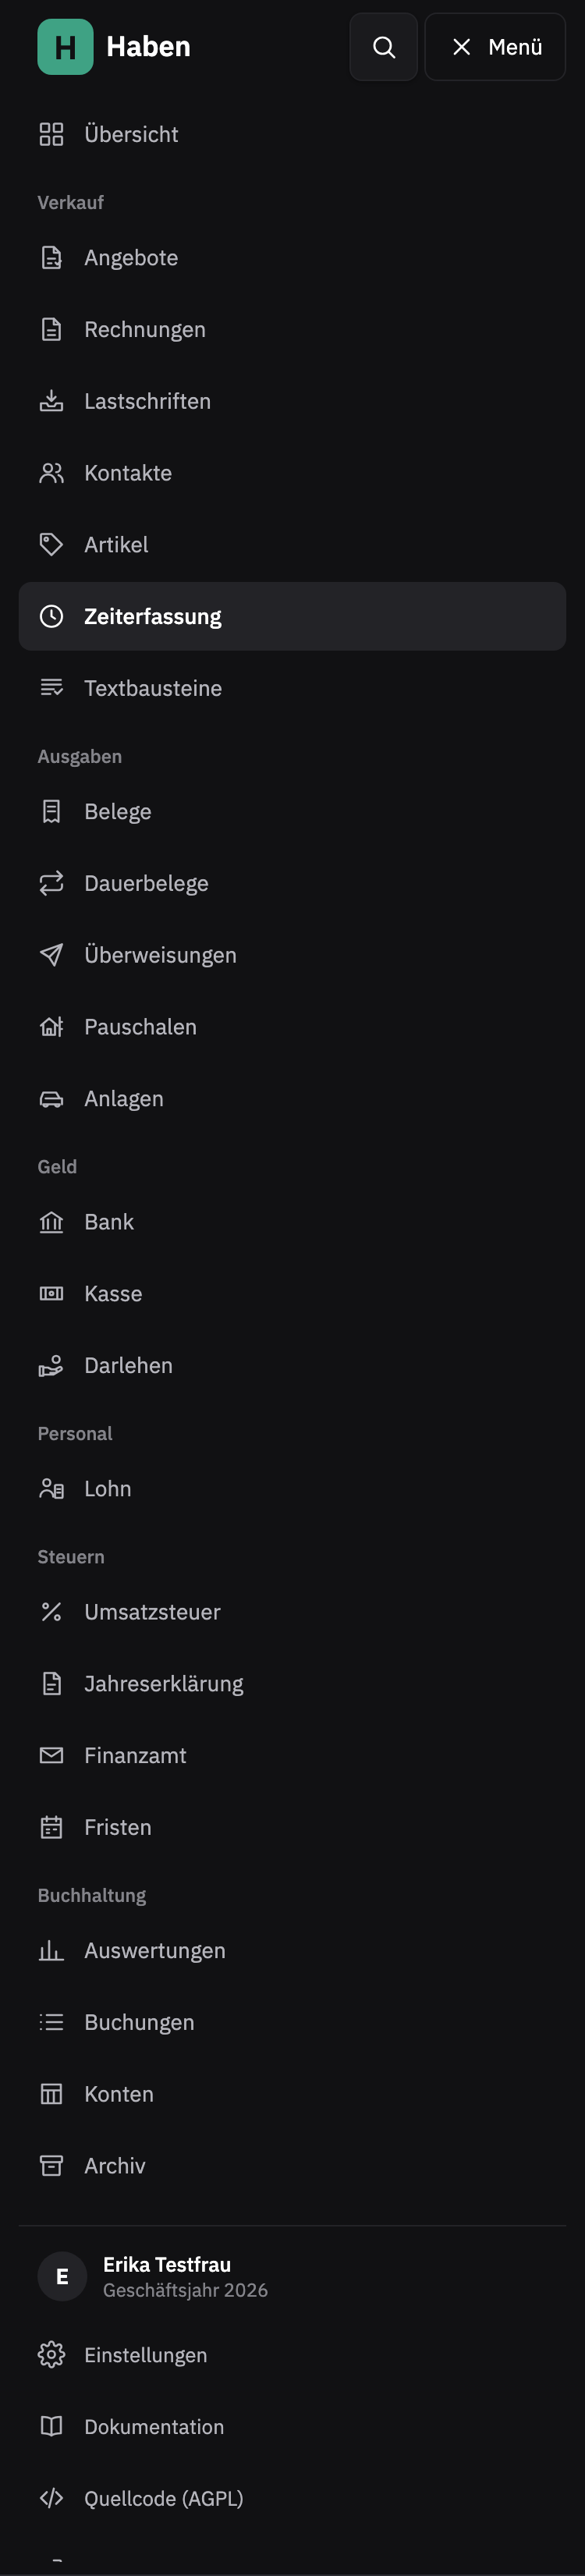 H Haben
Menü
Übersicht
Verkauf
Angebote
Rechnungen
Lastschriften
Kontakte
Artikel
Zeiterfassung
Textbausteine
Ausgaben
Belege
Dauerbelege
Überweisungen
Pauschalen
Anlagen
Geld
Bank
Kasse
Darlehen
Personal
Lohn
Steuern
Umsatzsteuer
Jahreserklärung
Finanzamt
Fristen
Buchhaltung
Auswertungen
Buchungen
Konten
Archiv
E Erika Testfrau
Geschäftsjahr 2026
Einstellungen
Dokumentation
Quellcode (AGPL)